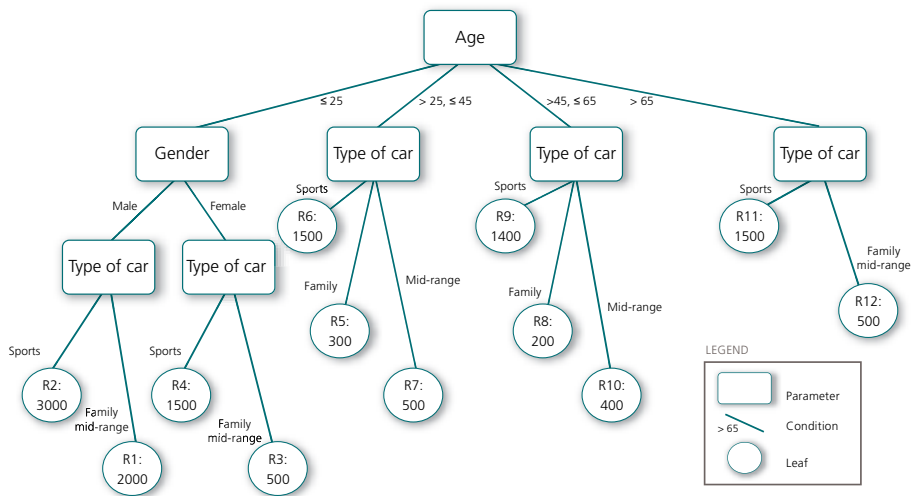 Age
≤ 25
> 25, ≤ 45
>45, ≤ 65
> 65
Gender
Type of car
Type of car
Type of car
Male
Female
Sports
Sports
Sports
R6:
1500
R9:
1400
R11:
1500
Type of car
Type of car
Family
Mid-range
Family
Mid-range
Family
mid-range
R5:
300
R8:
200
R12:
500
Sports
Sports
R2:
3000
R4:
1500
R7:
500
R10:
400
Family
mid-range
Family
mid-range
R1:
2000
R3:
500
LEGEND
Parameter
> 65
Condition
Leaf